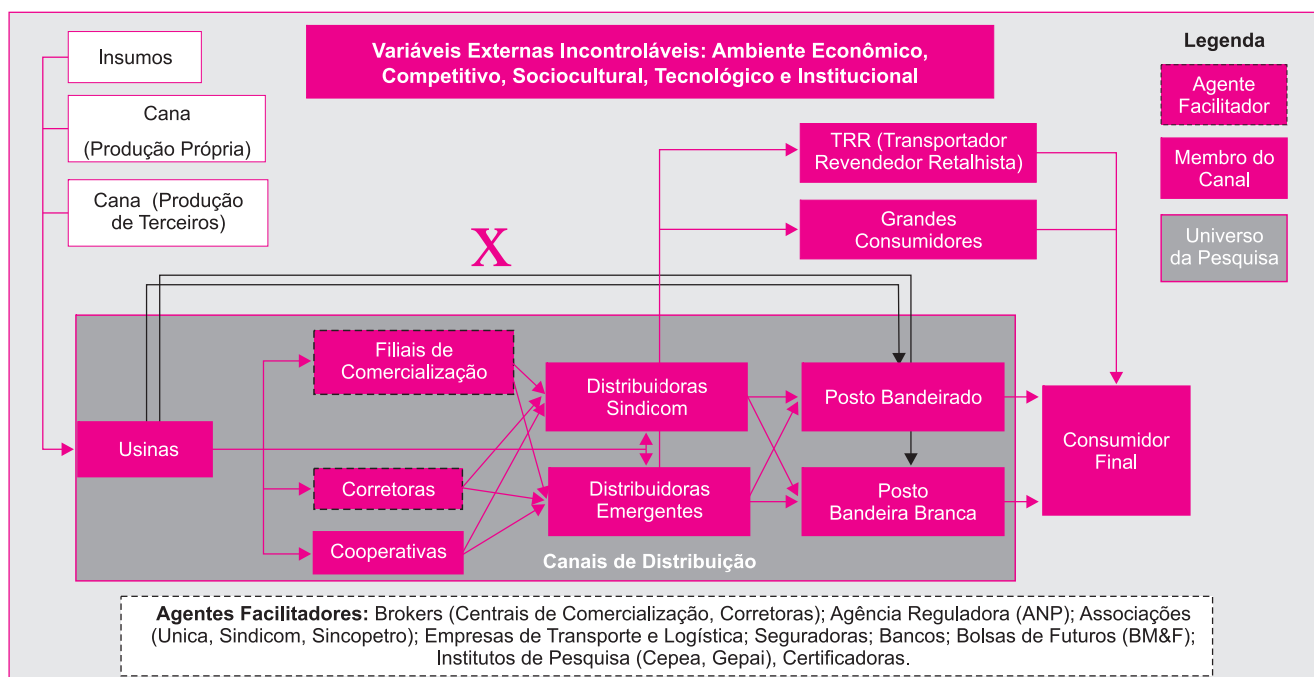 Insumos
Cana
(Produção Própria)
Cana  (Produção
de Terceiros)
Variáveis Externas Incontroláveis: Ambiente Econômico,
Competitivo, Sociocultural, Tecnológico e Institucional
Legenda
Agente
Facilitador
Membro do
Canal
Universo
da Pesquisa
TRR (Transportador
Revendedor Retalhista)
Grandes
Consumidores
X
Usinas
Filiais de
Comercialização
Corretoras
Cooperativas
Distribuidoras
Sindicom
Distribuidoras
Emergentes
Posto Bandeirado
Posto
Bandeira Branca
Consumidor
Final
Canais de Distribuição
Agentes Facilitadores: Brokers (Centrais de Comercialização, Corretoras); Agência Reguladora (ANP); Associações
(Unica, Sindicom, Sincopetro); Empresas de Transporte e Logística; Seguradoras; Bancos; Bolsas de Futuros (BM&F);
Institutos de Pesquisa (Cepea, Gepai), Certificadoras.